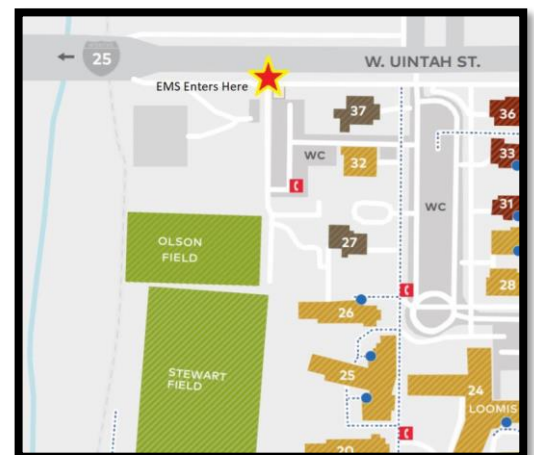 25
W. UINTAH ST.
EMS Enters Here
37
36
WC
32
33
WC
31
OLSON
FIELD
27
28
26
STEWART
FIELD
25
24
LOOMIS
20